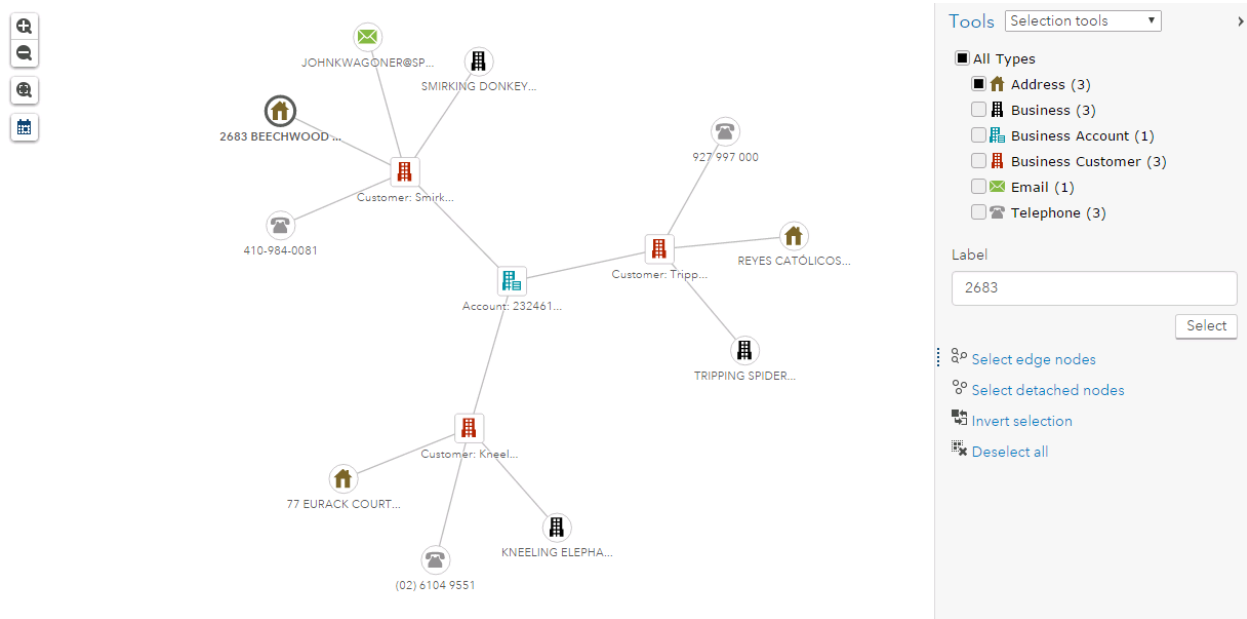 JOHNKWAGONER@SP...
SMIRKING DONKEY...
2683 BEECHWOOD ...
Customer: Smirk...
410-984-0081
927 997 000
REYES CATÓLICOS...
Customer: Tripp...
Account: 232461...
TRIPPING SPIDER...
Customer: Kneel...
77 EURACK COURT...
KNEELING ELEPHA...
(02) 6104 9551
Tools Selection tools
All Types
Address (3)
Business (3)
Business Account (1)
Business Customer (3)
Email (1)
Telephone (3)
Label
2683
Select
Select edge nodes
Select detached nodes
Invert selection
Deselect all